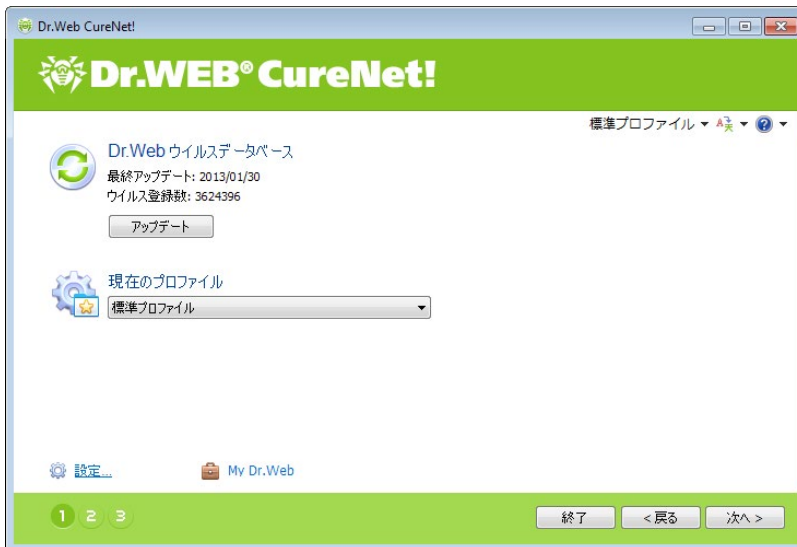 Dr.Web CureNet!
Dr.WEB® CureNet!
標準プロファイル
Dr.Web ウイルスデータベース
最終アップデート: 2013/01/30
ウイルス登録数: 3624396
アップデート
現在のプロファイル
標準プロファイル
設定... My Dr.Web
1 2 3 終了 <戻る 次へ >